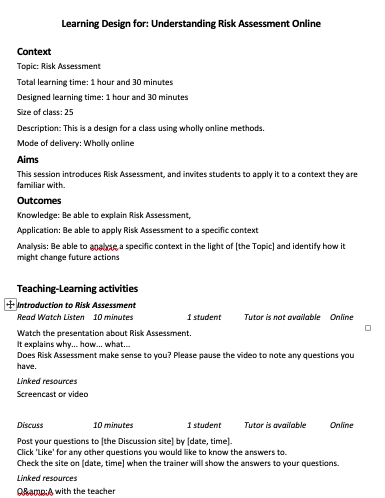 Learning Design for: Understanding Risk Assessment Online
Context
Topic: Risk Assessment
Total learning time: 1 hour and 30 minutes
Designed learning time: 1 hour and 30 minutes
Size of class: 25
Description: This is a design for a class using wholly online methods.
Mode of delivery: Wholly online
Aims
This session introduces Risk Assessment, and invites students to apply it to a context they are
familiar with.
Outcomes
Knowledge: Be able to explain Risk Assessment,
Application: Be able to apply Risk Assessment to a specific context
Analysis: Be able to analyse a specific context in the light of [the Topic] and identify how it
might change future actions
Teaching-Learning activities
Introduction to Risk Assessment
Read Watch Listen 10 minutes 1 student Tutor is not available Online
Watch the presentation about Risk Assessment.
It explains why... how... what...
Does Risk Assessment make sense to you? Please pause the video to note any questions you
have.
Linked resources
Screencast or video
Discuss 10 minutes 1 student Tutor is not available Online
Post your questions to [the Discussion site] by [date, time].
Click 'Like' for any other questions you would like to know the answers to.
Check the site on [date, time] when the trainer will show the answers to your questions.
Linked resources
Q&amp;A with the teacher